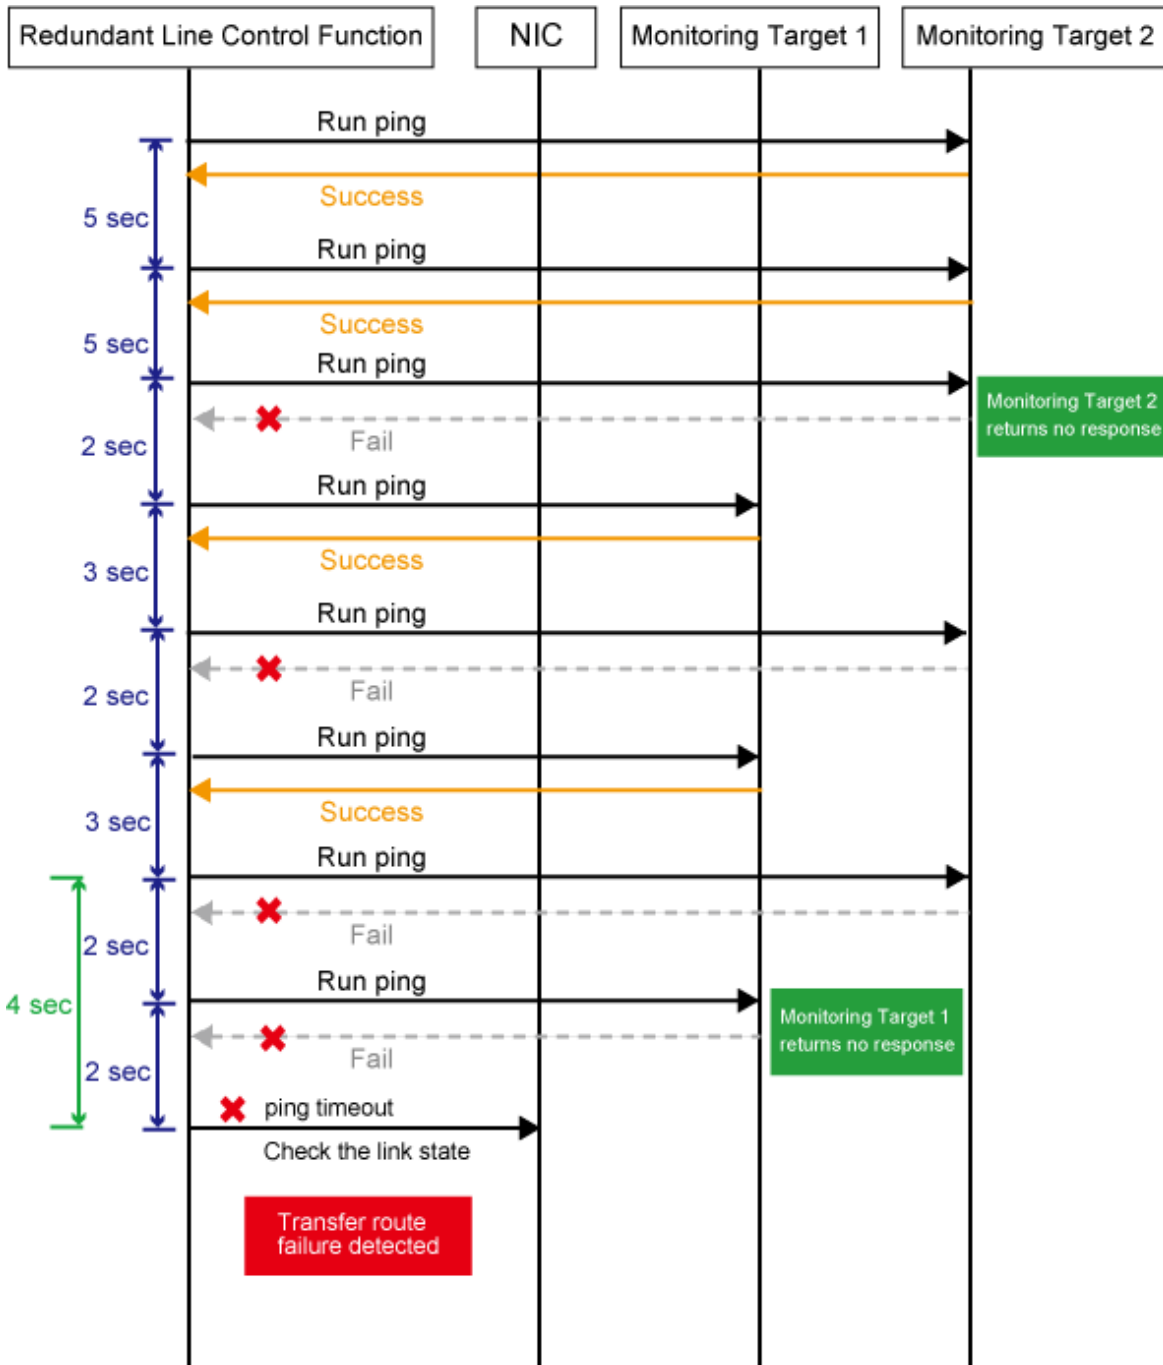 Redundant Line Control Function
NIC
Monitoring Target 1
Monitoring Target 2
Run ping
Success
5 sec
Run ping
Success
5 sec
Run ping
Monitoring Target 2
returns no response
Fail
2 sec
Run ping
Success
3 sec
Run ping
Fail
2 sec
Run ping
Success
3 sec
Run ping
Fail
2 sec
Run ping
4 sec
Monitoring Target 1
returns no response
Fail
2 sec
ping timeout
Check the link state
Transfer route
failure detected